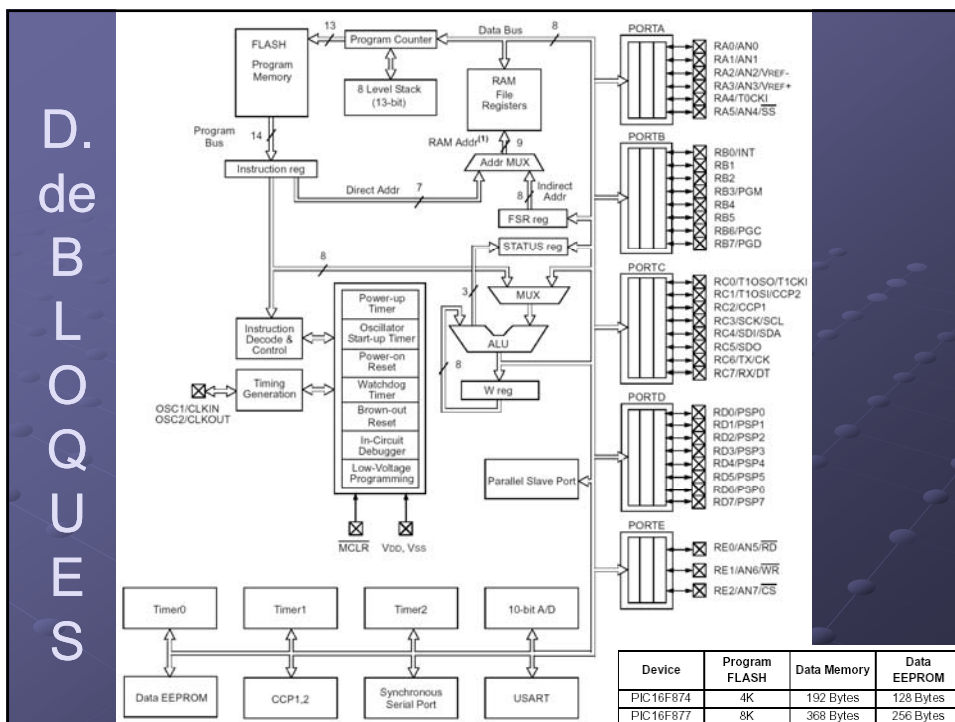 D.
de
B
L
O
Q
U
E
S
FLASH
Program
Memory
13
Program Counter
8 Level Stack
(13-bit)
Data Bus
8
RAM
File
Registers
Program
Bus
14
RAM Addr(1)
9
Addr MUX
Instruction reg
Direct Addr
7
8
Indirect
Addr
FSR reg
STATUS reg
8
3
MUX
ALU
8
W reg
Power-up
Timer
Oscillator
Start-up Timer
Power-on
Reset
Watchdog
Timer
Brown-out
Reset
In-Circuit
Debugger
Low-Voltage
Programming
Instruction
Decode &
Control
Timing
Generation
OSC1/CLKIN
OSC2/CLKOUT
MCLR
VDD, VSS
Parallel Slave Port
PORTA
RA0/AN0
RA1/AN1
RA2/AN2/VREF-
RA3/AN3/VREF+
RA4/T0CKI
RA5/AN4/SS
PORTB
RB0/INT
RB1
RB2
RB3/PGM
RB4
RB5
RB6/PGC
RB7/PGD
PORTC
RC0/T1OSO/T1CKI
RC1/T1OSI/CCP2
RC2/CCP1
RC3/SCK/SCL
RC4/SDI/SDA
RC5/SDO
RC6/TX/CK
RC7/RX/DT
PORTD
RD0/PSP0
RD1/PSP1
RD2/PSP2
RD3/PSP3
RD4/PSP4
RD5/PSP5
RD6/PSP6
RD7/PSP7
PORTE
RE0/AN5/RD
RE1/AN6/WR
RE2/AN7/CS
Timer0
Timer1
Timer2
10-bit A/D
Data EEPROM
CCP1,2
Synchronous
Serial Port
USART
Device Program FLASH Data Memory Data EEPROM
PIC16F874 4K 192 Bytes 128 Bytes
PIC16F877 8K 368 Bytes 256 Bytes